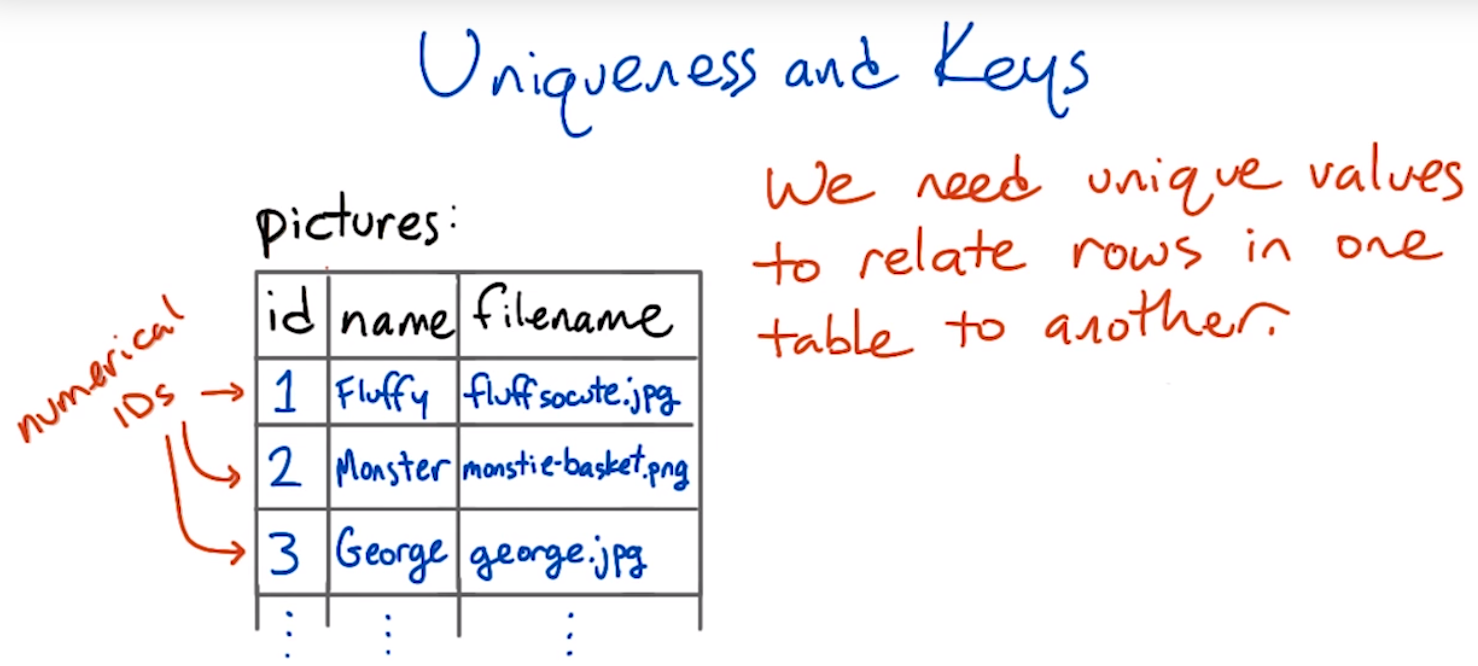 Uniqueness and Keys
We need unique values
to relate rows in one
table to another.
pictures:
id name filename
numerical
IDs
1 Fluffy fluffsocute.jpg
2 Monster monstie-basket.png
3 George george.jpg